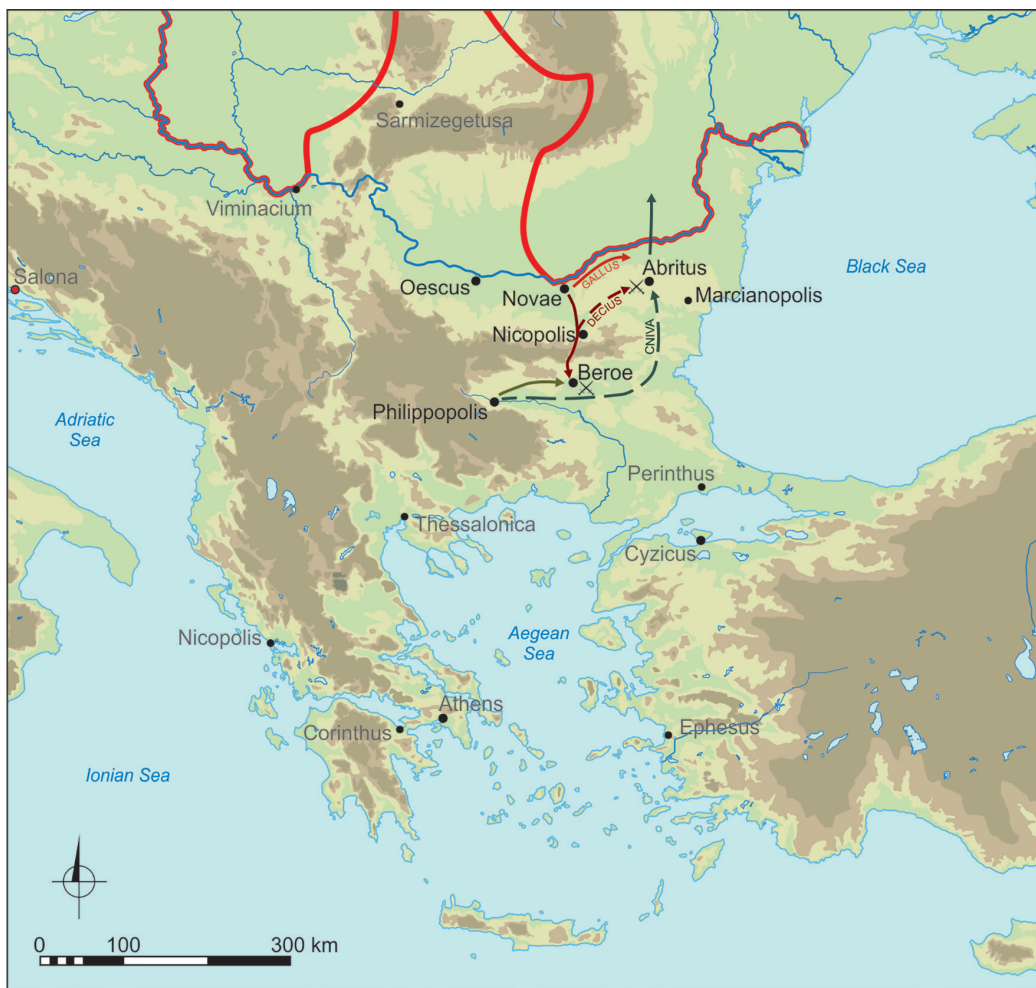 Sarmizegetusa
Viminacium
Salona
Oescus
Novae
GALLUS
Abritus
Black Sea
Marcianopolis
DECIUS
Nicopolis
CNIVA
Beroe
Philippopolis
Adriatic
Sea
Perinthus
Thessalonica
Cyzicus
Nicopolis
Aegean
Sea
Athens
Corinthus
Ephesus
Ionian Sea
0 100 300 km